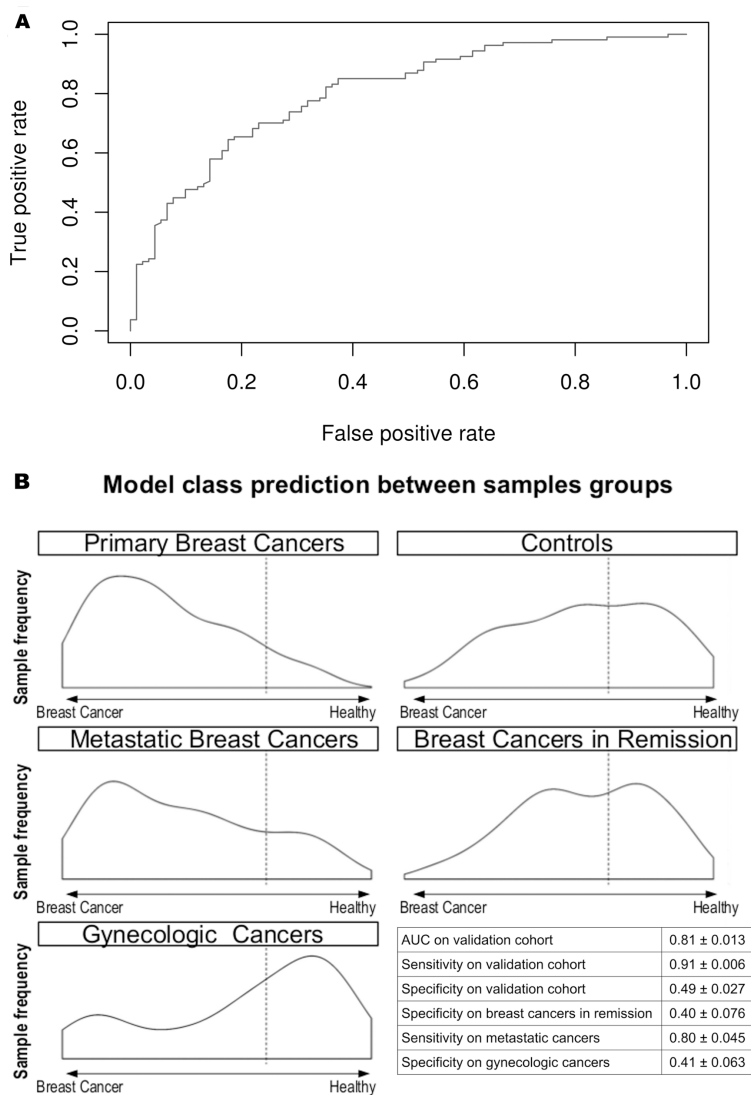 A
True positive rate
1.0
0.8
0.6
0.4
0.2
0.0
0.0 0.2 0.4 0.6 0.8 1.0
False positive rate
B Model class prediction between samples groups
Primary Breast Cancers
Sample frequency
Breast Cancer Healthy
Controls
Breast Cancer Healthy
Metastatic Breast Cancers
Sample frequency
Breast Cancer Healthy
Breast Cancers in Remission
Breast Cancer Healthy
Gynecologic Cancers
Sample frequency
Breast Cancer Healthy
AUC on validation cohort 0.81 ± 0.013
Sensitivity on validation cohort 0.91 ± 0.006
Specificity on validation cohort 0.49 ± 0.027
Specificity on breast cancers in remission 0.40 ± 0.076
Sensitivity on metastatic cancers 0.80 ± 0.045
Specificity on gynecologic cancers 0.41 ± 0.063